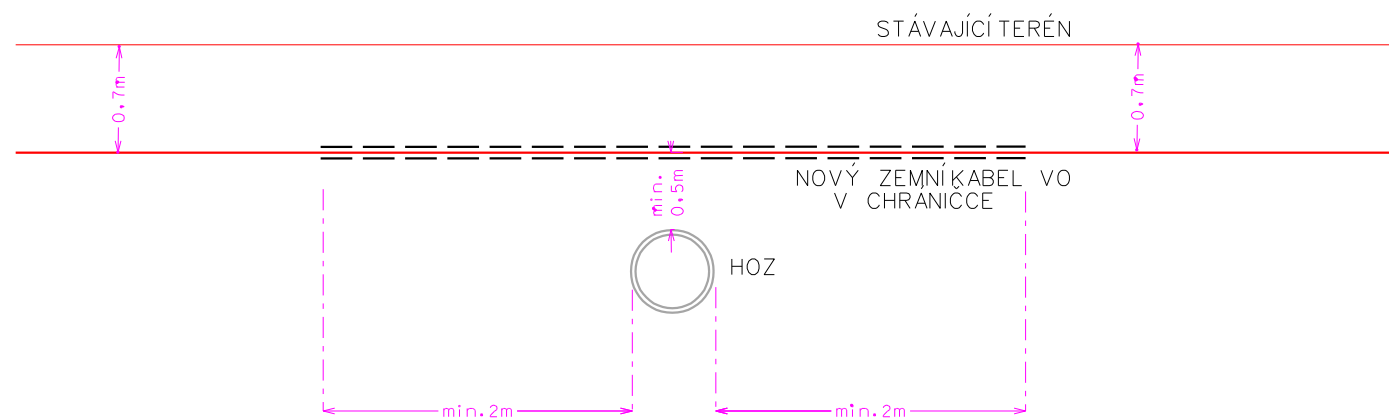 STÁVAJÍCÍ TERÉN
0,7m
0,7m
NOVÝ ZEMNÍ KABEL VO
V CHRÁNIČCE
min.
0,5m
HOZ
min.2m
min.2m